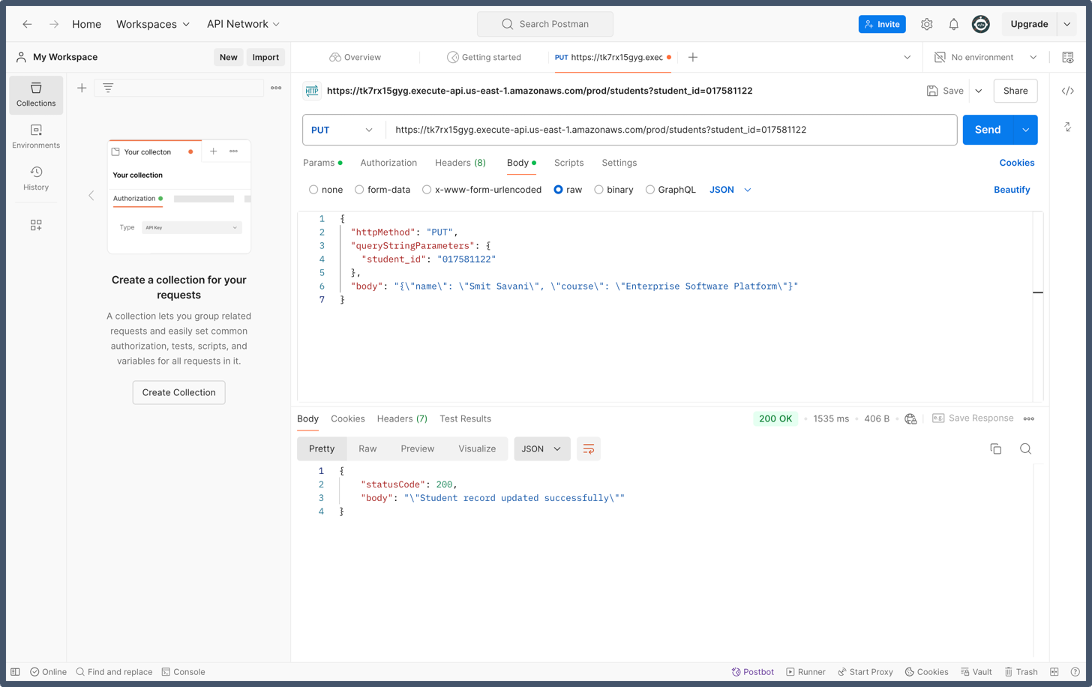 Home
Workspaces
API Network
Search Postman
Invite
Upgrade
My Workspace
New
Import
Overview
Getting started
PUT https://tk7rx15gyg.exec
No environment
Collections
Environments
History
Your collecton
Your collection
Authorization
Type
API Key
Create a collection for your
requests
A collection lets you group related
requests and easily set common
authorization, tests, scripts, and
variables for all requests in it.
Create Collection
HTTP
https://tk7rx15gyg.execute-api.us-east-1.amazonaws.com/prod/students?student_id=017581122
Save
Share
PUT
https://tk7rx15gyg.execute-api.us-east-1.amazonaws.com/prod/students?student_id=017581122
Send
Params
Authorization
Headers (8)
Body
Scripts
Settings
Cookies
none
form-data
x-www-form-urlencoded
raw
binary
GraphQL
JSON
Beautify
1 {
2 "httpMethod": "PUT",
3 "queryStringParameters": {
4 "student_id": "017581122"
5 },
6 "body": "{\"name\": \"Smit Savani\", \"course\": \"Enterprise Software Platform\"}"
7 }
Body
Cookies
Headers (7)
Test Results
200 OK
1535 ms
406 B
Save Response
Pretty
Raw
Preview
Visualize
JSON
1 {
2 "statusCode": 200,
3 "body": "\"Student record updated successfully\""
4 }
Online
Find and replace
Console
Postbot
Runner
Start Proxy
Cookies
Vault
Trash